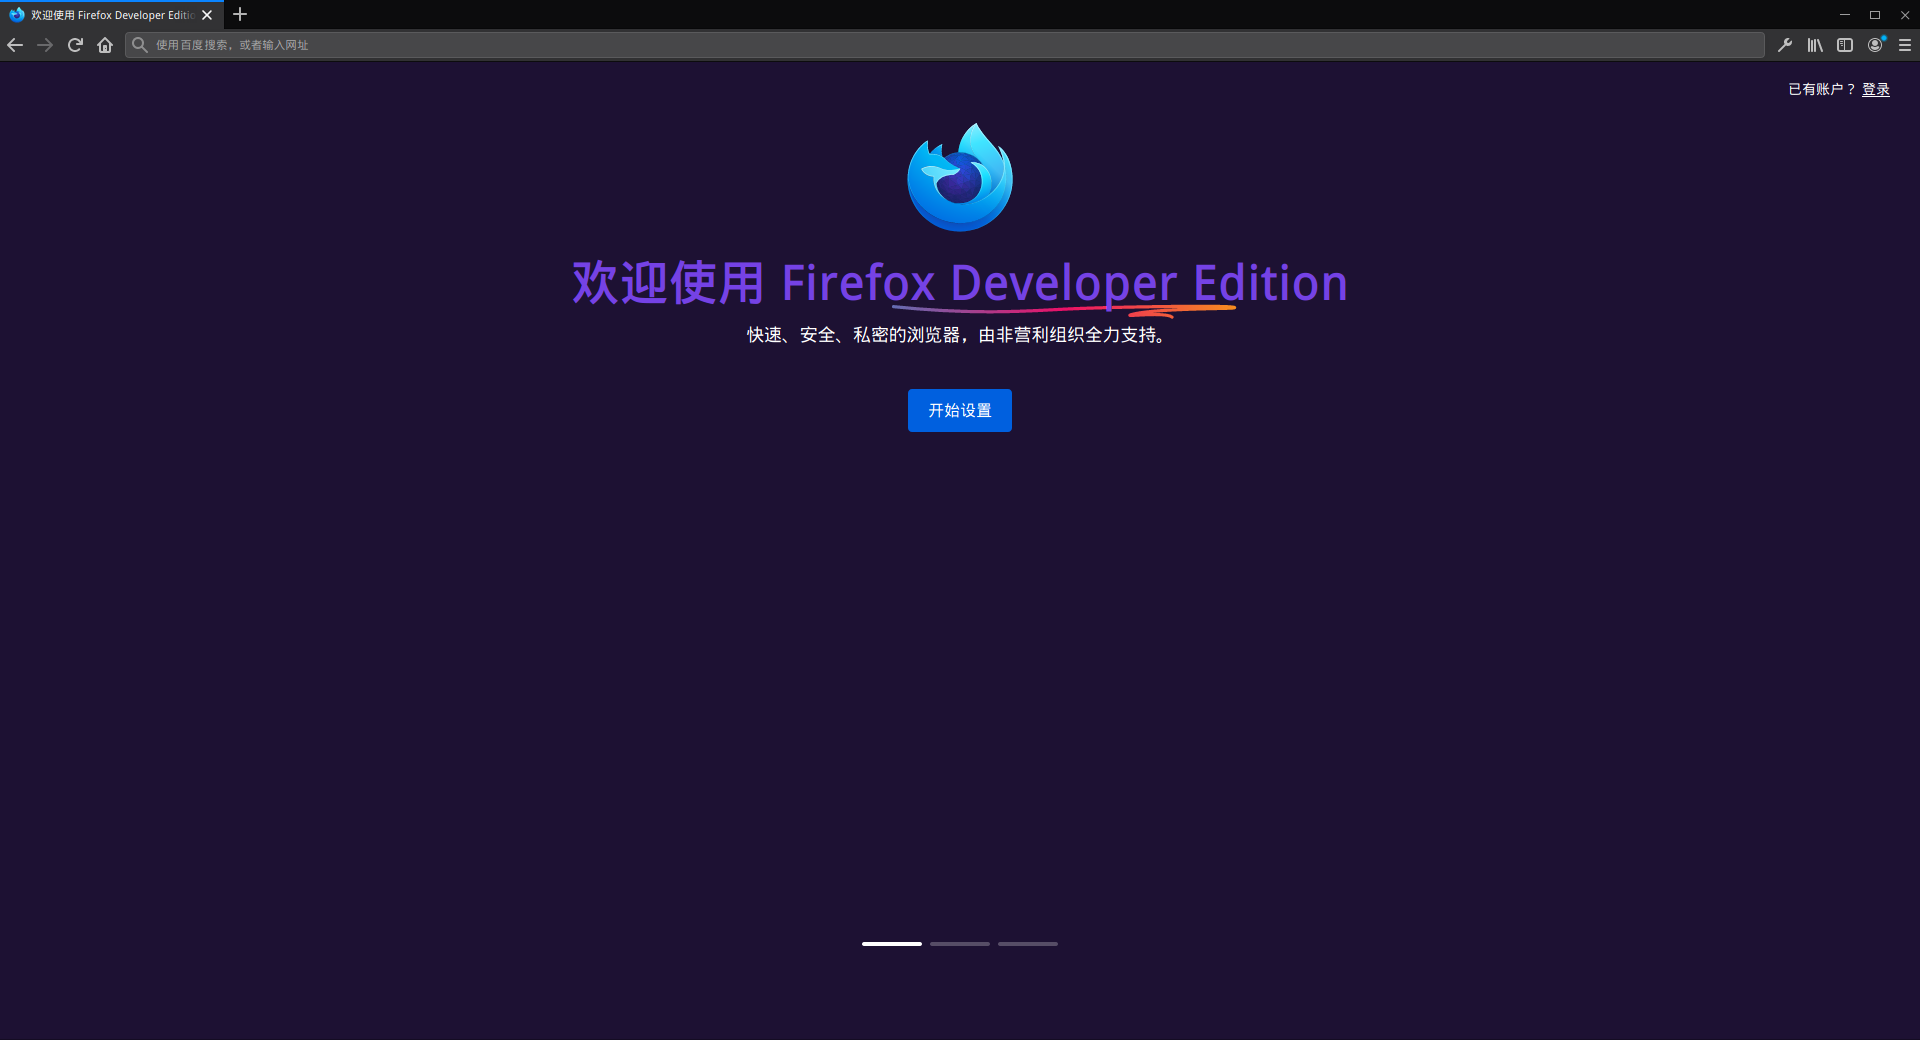 欢迎使用 Firefox Developer Editio
使用百度搜索，或者输入网址
已有账户？ 登录
欢迎使用 Firefox Developer Edition
快速、安全、私密的浏览器，由非营利组织全力支持。
开始设置